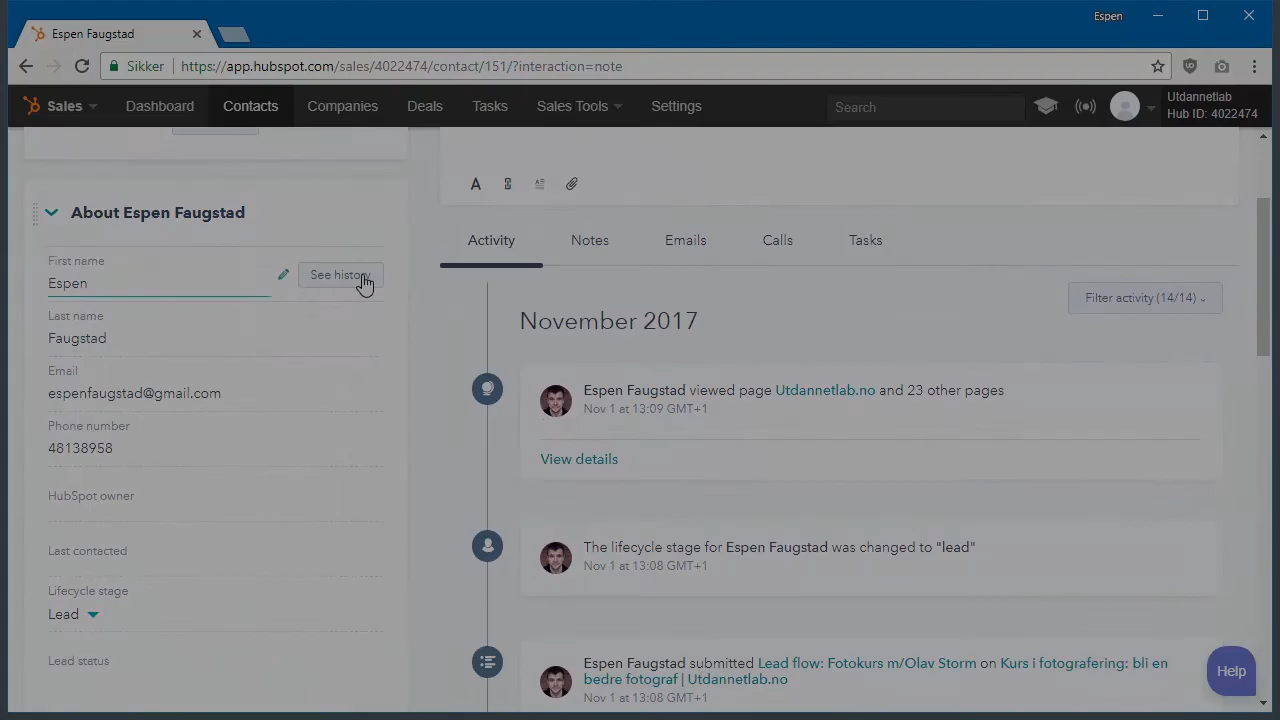 Espen Faugstad
Espen
Sikker
https://app.hubspot.com/sales/4022474/contact/151/?interaction=note
Sales
Dashboard
Contacts
Companies
Deals
Tasks
Sales Tools
Settings
Search
Utdannetlab
Hub ID: 4022474
About Espen Faugstad
First name
Espen
See history
Last name
Faugstad
Email
espenfaugstad@gmail.com
Phone number
48138958
HubSpot owner
Last contacted
Lifecycle stage
Lead
Lead status
A
Activity
Notes
Emails
Calls
Tasks
Filter activity (14/14)
November 2017
Espen Faugstad viewed page Utdannetlab.no and 23 other pages
Nov 1 at 13:09 GMT+1
View details
The lifecycle stage for Espen Faugstad was changed to "lead"
Nov 1 at 13:08 GMT+1
Espen Faugstad submitted Lead flow: Fotokurs m/Olav Storm on Kurs i fotografering: bli en
bedre fotograf | Utdannetlab.no
Nov 1 at 13:08 GMT+1
Help